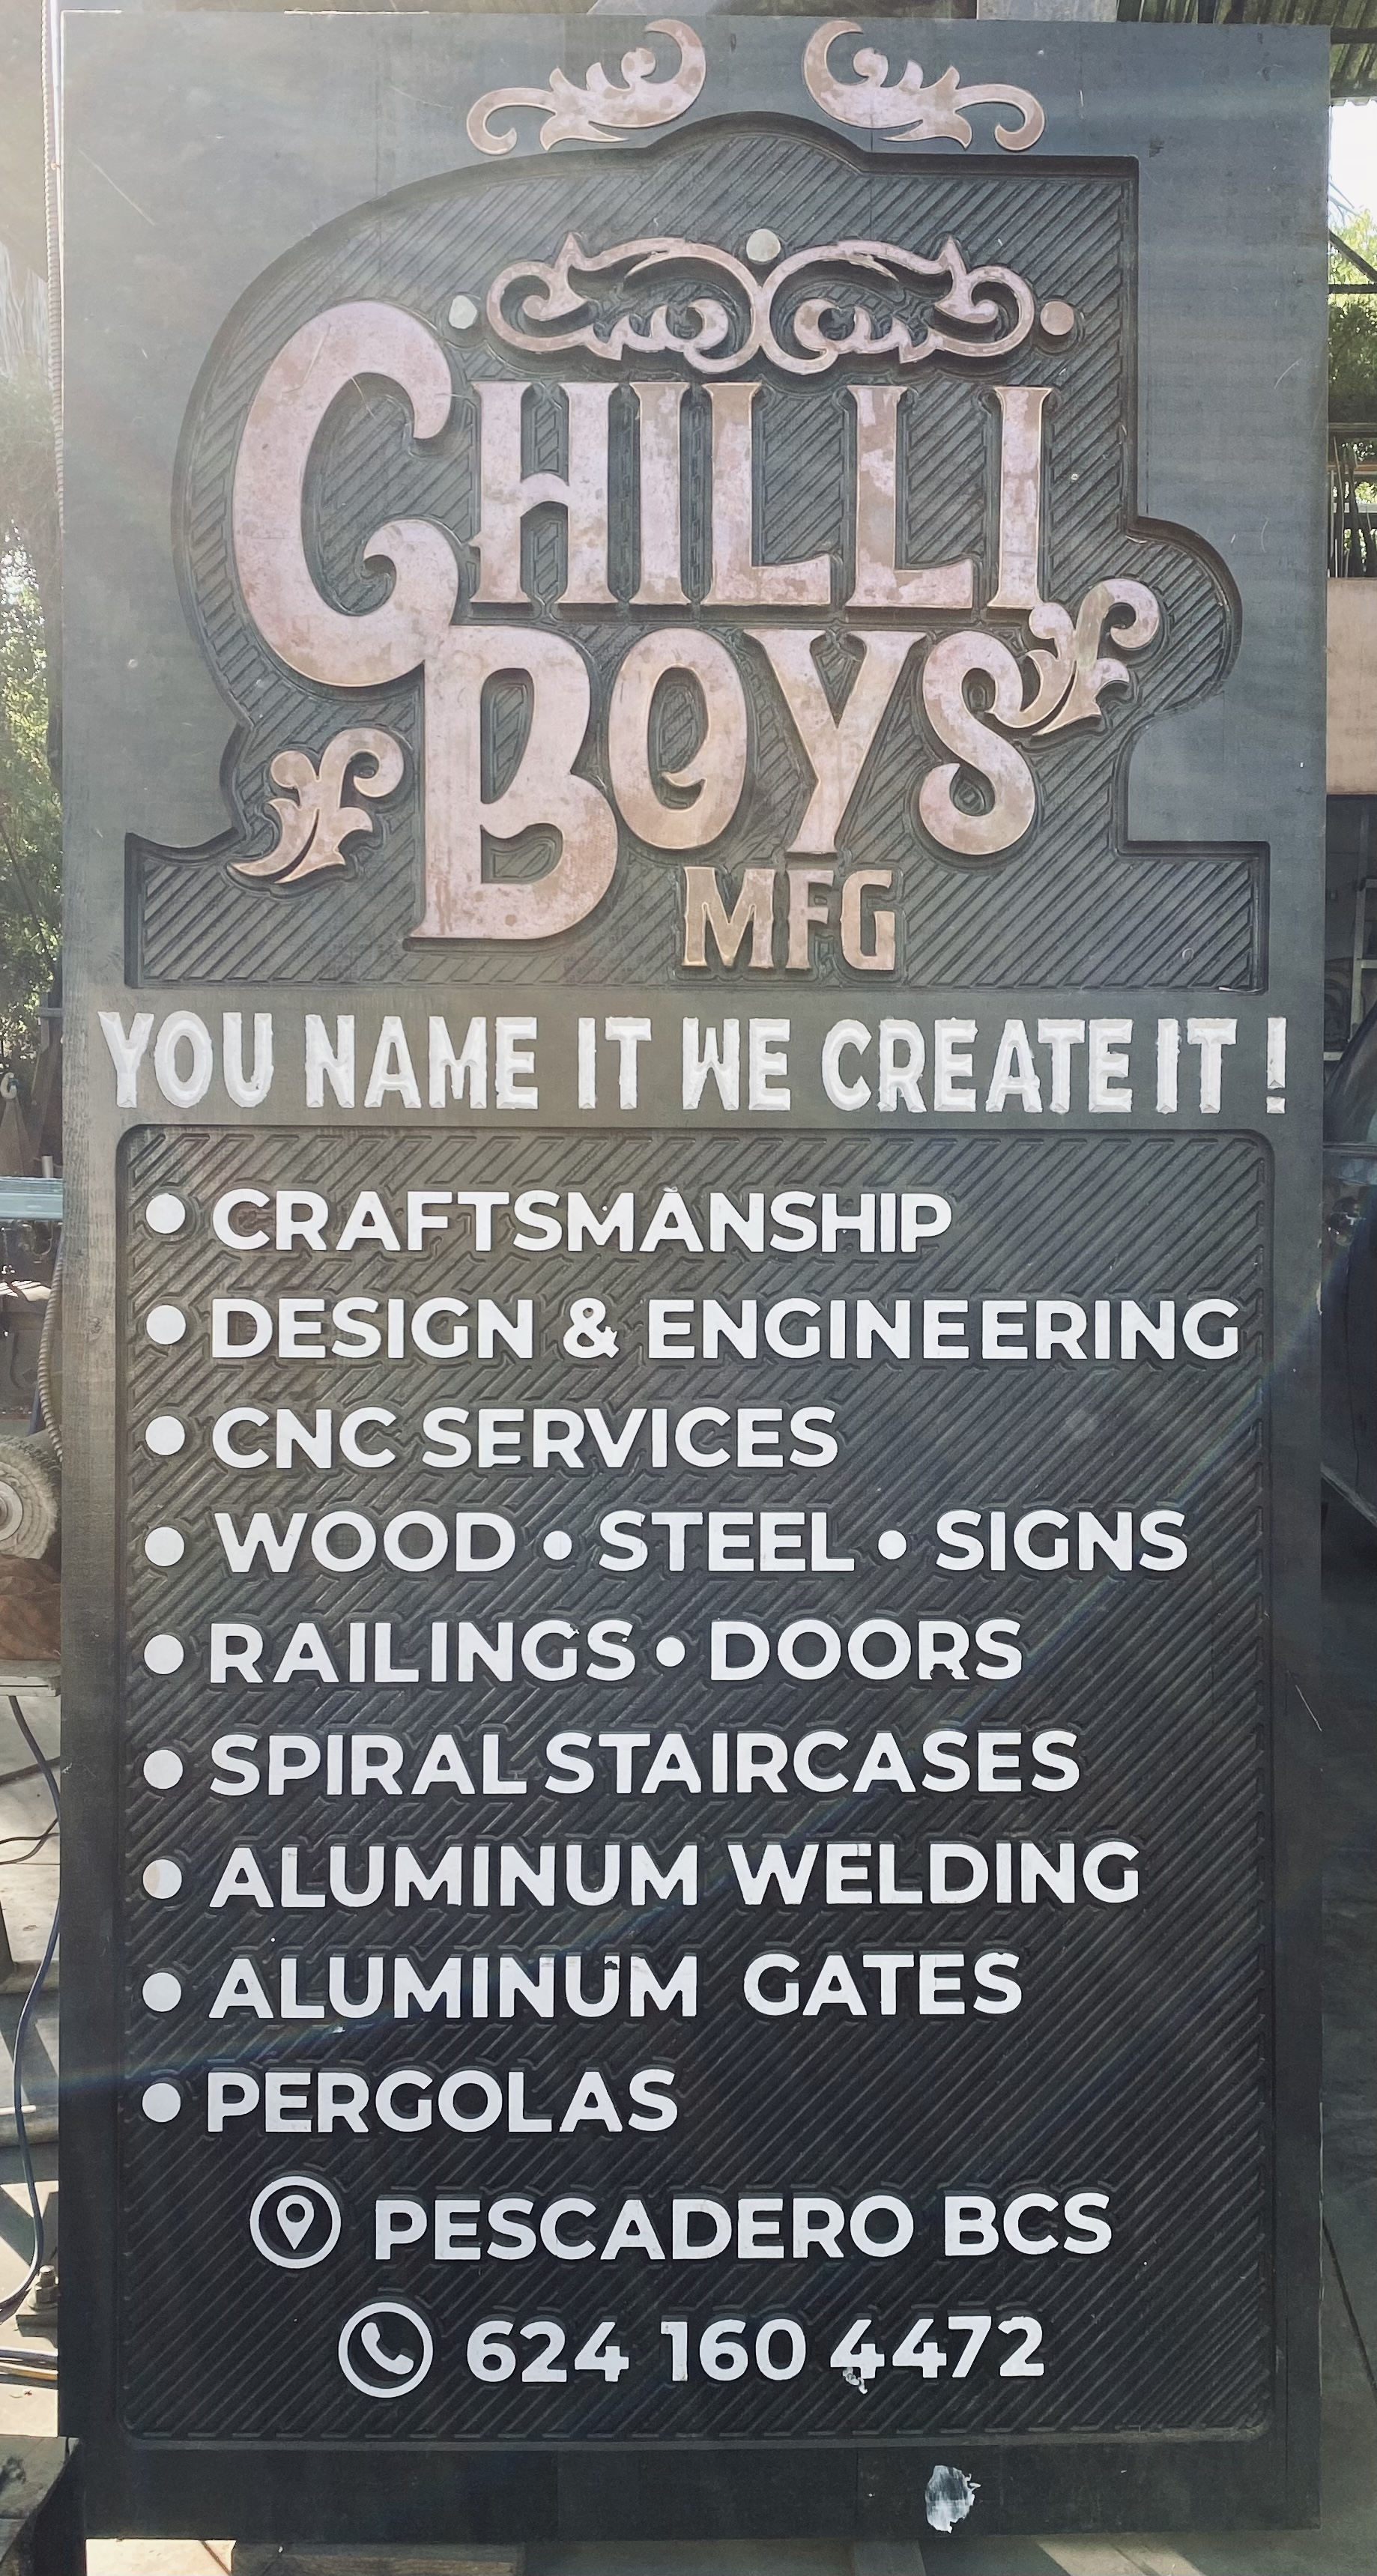 CHILLI
BOYS
MFG
YOU NAME IT WE CREATE IT !
• CRAFTSMANSHIP
• DESIGN & ENGINEERING
• CNC SERVICES
• WOOD • STEEL • SIGNS
• RAILINGS • DOORS
• SPIRAL STAIRCASES
• ALUMINUM WELDING
• ALUMINUM GATES
• PERGOLAS
PESCADERO BCS
624 160 4472